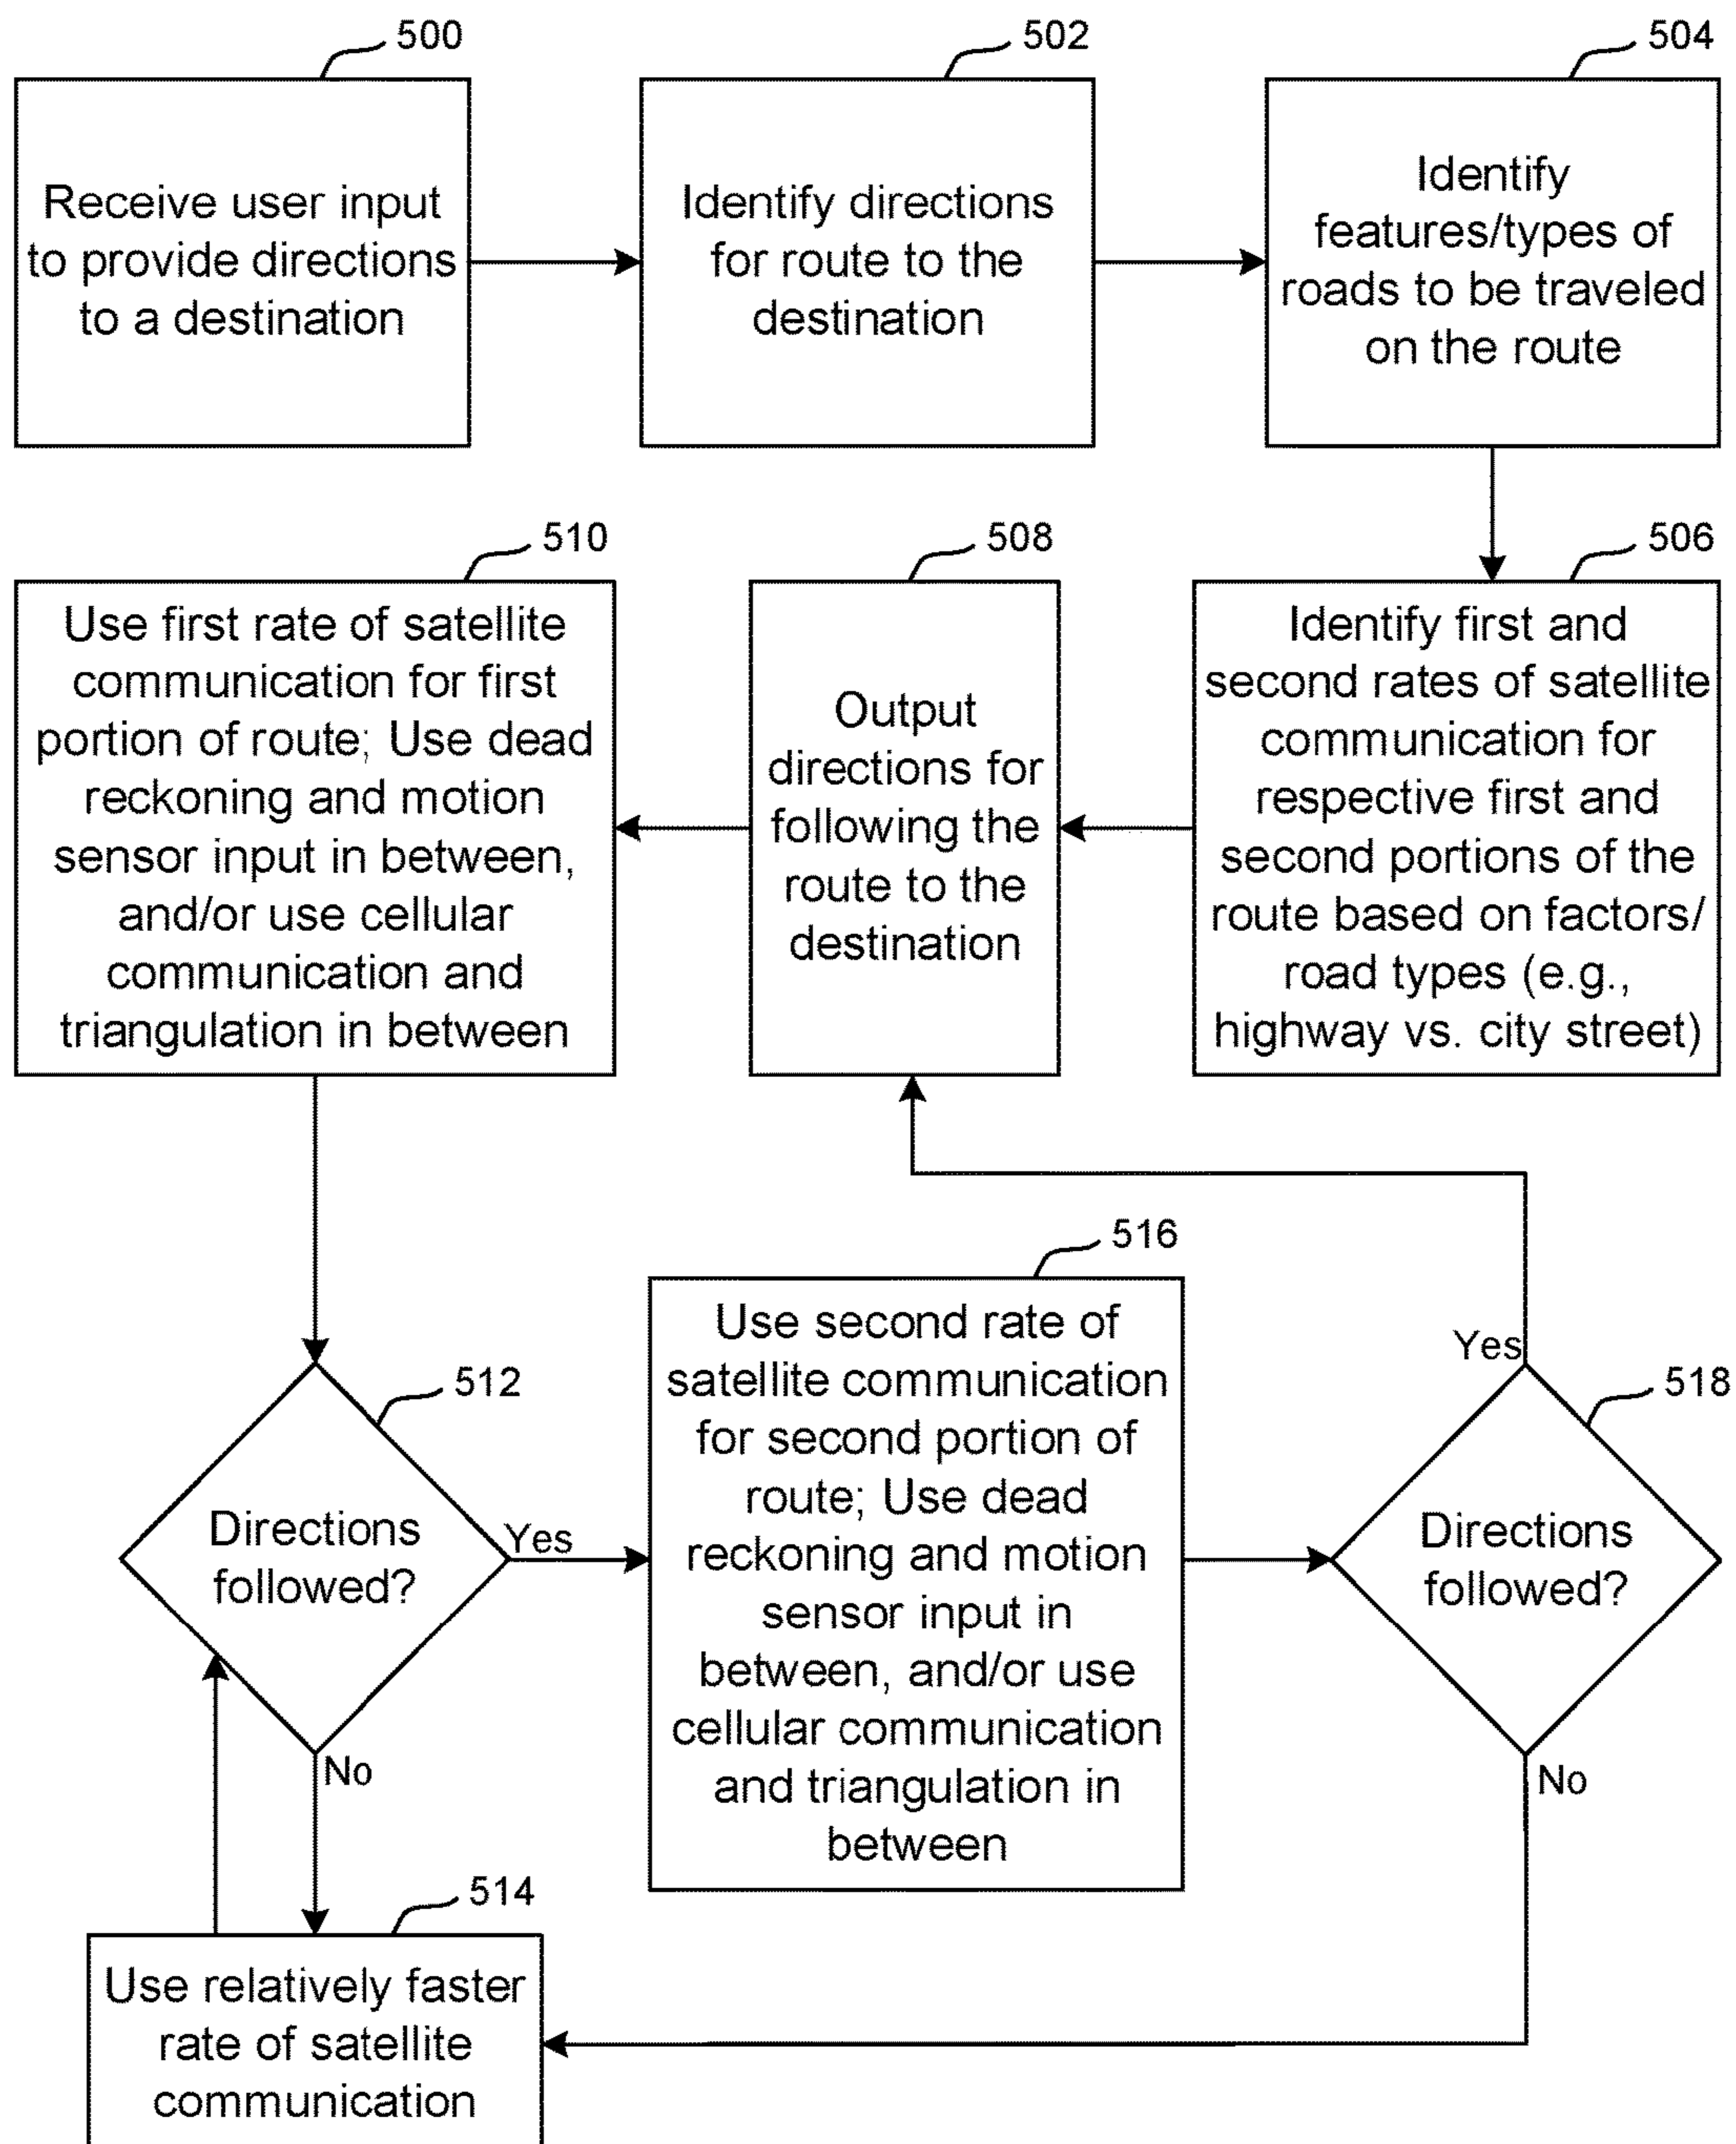 500
Receive user input
to provide directions
to a destination
502
Identify directions
for route to the
destination
504
Identify
features/types of
roads to be traveled
on the route
506
Identify first and
second rates of satellite
communication for
respective first and
second portions of the
route based on factors/
road types (e.g.,
highway vs. city street)
508
Output
directions for
following the
route to the
destination
510
Use first rate of satellite
communication for first
portion of route; Use dead
reckoning and motion
sensor input in between,
and/or use cellular
communication and
triangulation in between
512
Directions
followed?
Yes
No
514
Use relatively faster
rate of satellite
communication
516
Use second rate of
satellite communication
for second portion of
route; Use dead
reckoning and motion
sensor input in
between, and/or use
cellular communication
and triangulation in
between
518
Directions
followed?
Yes
No